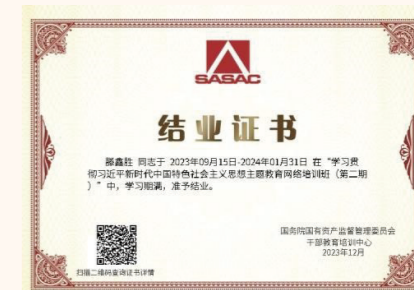 SASAC
结业证书
滕鑫胜 同志于 2023年09月15日-2024年01月31日 在“学习贯
彻习近平新时代中国特色社会主义思想主题教育网络培训班（第二期
）”中，学习期满，准予结业。
国务院国有资产监督管理委员会
干部教育培训中心
2023年12月
扫描二维码查询证书详情